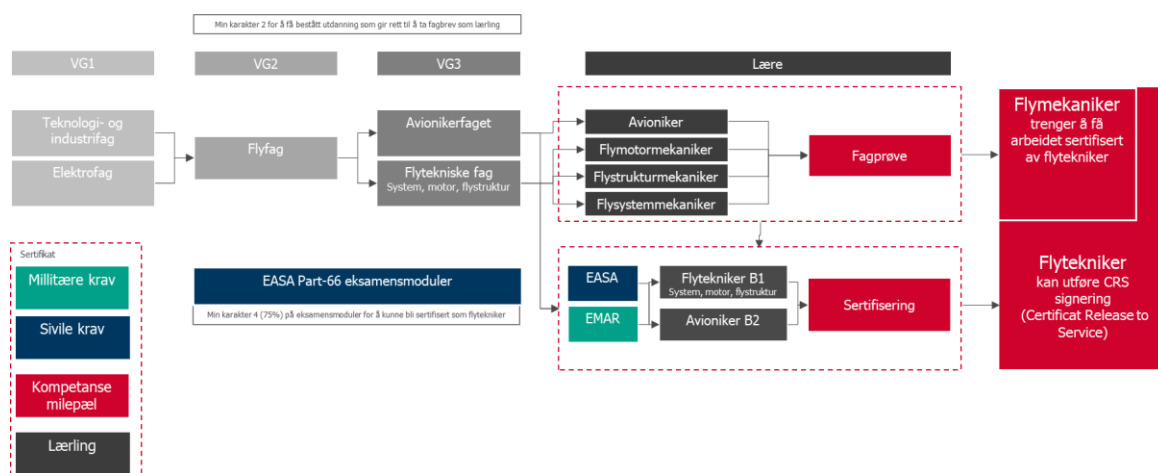 Min karakter 2 for å få bestått utdanning som gir rett til å ta fagbrev som lærling
VG1
VG2
VG3
Lære
Teknologi- og
industrifag
Elektrofag
Flyfag
Avionikerfaget
Flytekniske fag
System, motor, flystruktur
Avioniker
Flymotormekaniker
Flystrukturmekaniker
Flysystemmekaniker
Fagprøve
Flymekaniker
trenger å få
arbeidet sertifisert
av flytekniker
Sertifikat
Millitære krav
Sivile krav
Kompetanse
milepæl
Lærling
EASA Part-66 eksamensmoduler
Min karakter 4 (75%) på eksamensmoduler for å kunne bli sertifisert som flytekniker
EASA
EMAR
Flytekniker B1
System, motor, flystruktur
Avioniker B2
Sertifisering
Flytekniker
kan utføre CRS
signering
(Certificat Release to
Service)